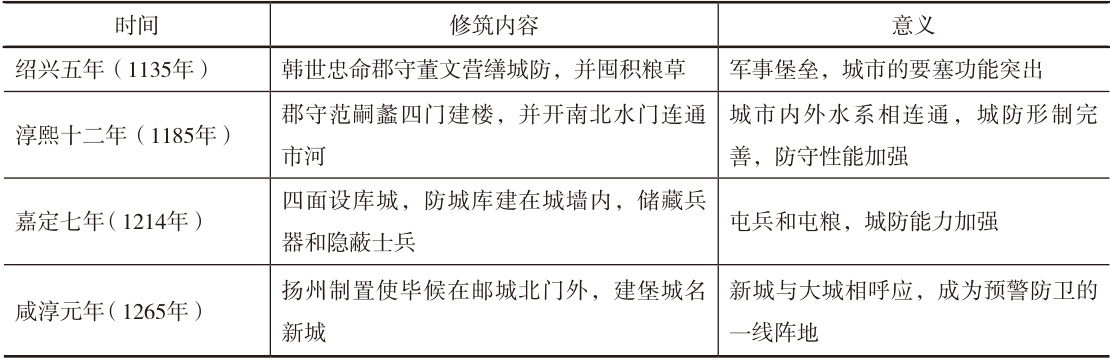 时间 修筑内容 意义
绍兴五年（1135年） 韩世忠命郡守董文营缮城防，并囤积粮草 军事堡垒，城市的要塞功能突出
淳熙十二年（1185年） 郡守范嗣蠡四门建楼，并开南北水门连通 城市内外水系相连通，城防形制完
市河 善，防守性能加强
嘉定七年（1214年） 四面设库城，防城库建在城墙内，储藏兵 屯兵和屯粮，城防能力加强
器和隐蔽士兵
咸淳元年（1265年） 扬州制置使毕候在邮城北门外，建堡城名 新城与大城相呼应，成为预警防卫的
新城 一线阵地